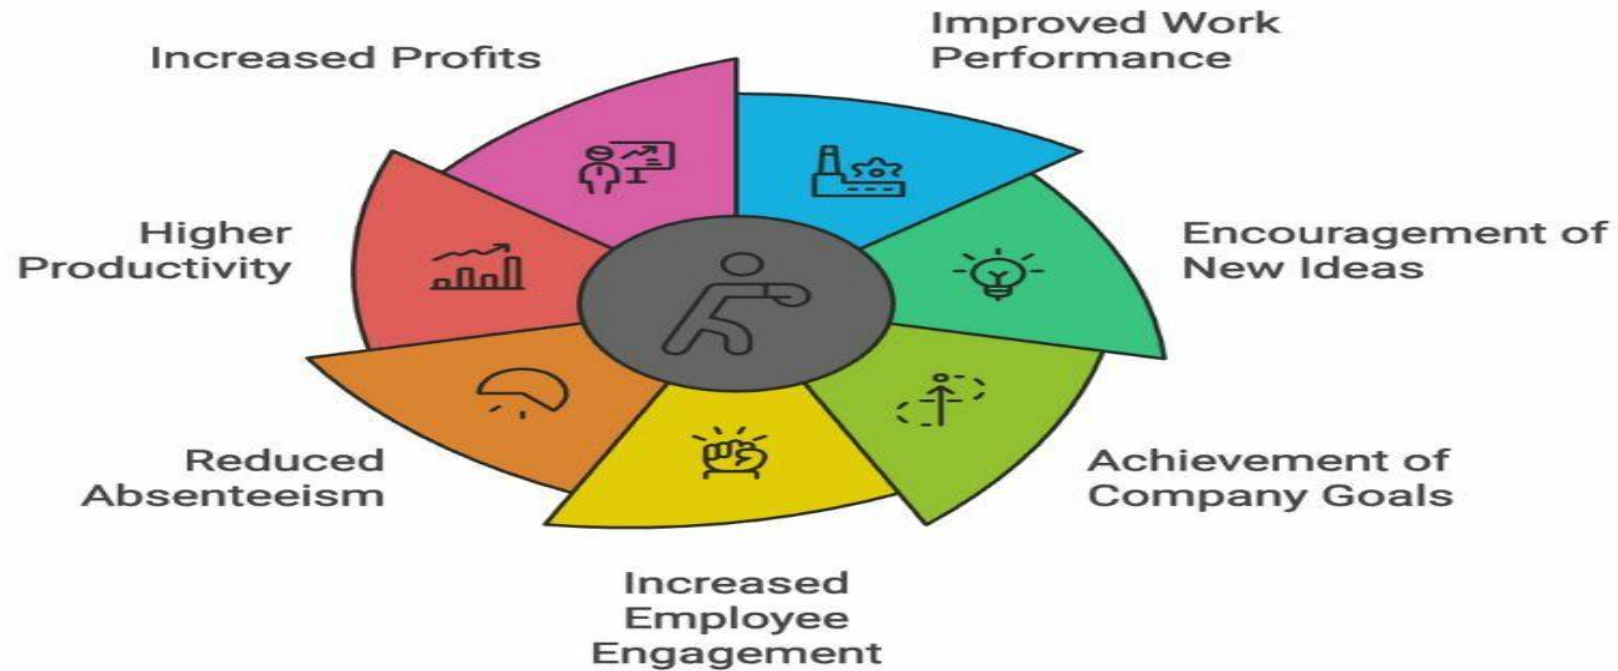 Increased Profits
Improved Work
Performance
Higher
Productivity
Encouragement of
New Ideas
Reduced
Absenteeism
Achievement of
Company Goals
Increased
Employee
Engagement